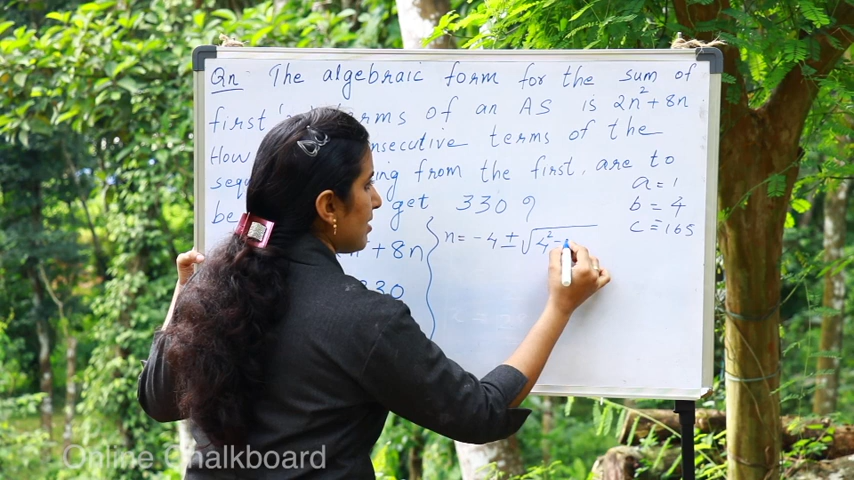 Qn: The algebraic form for the sum of
first terms of an AS is 2n²+8n
How terms of the
from the first, are to
be get 330?
a=1
b=4
c=-165
+8n
n=-4±√4²-
330
Online Chalkboard